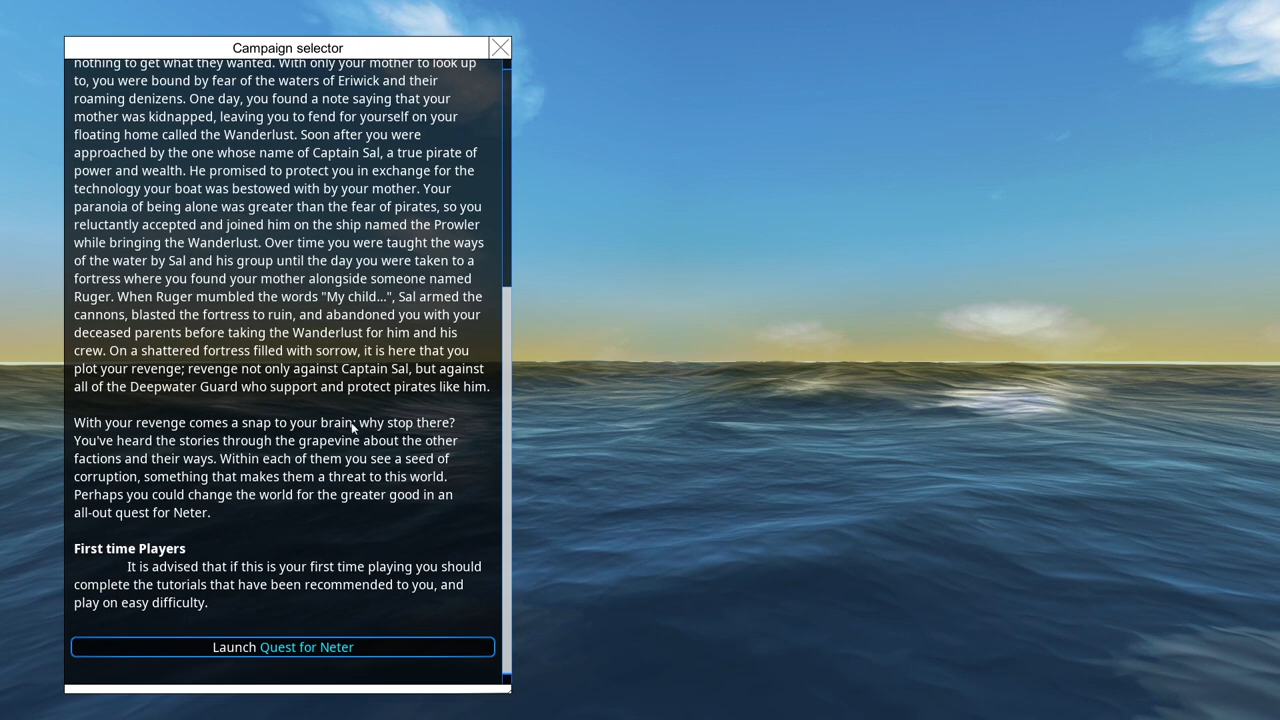 Campaign selector
nothing to get what they wanted. With only your mother to look up
to, you were bound by fear of the waters of Eriwick and their
roaming denizens. One day, you found a note saying that your
mother was kidnapped, leaving you to fend for yourself on your
floating home called the Wanderlust. Soon after you were
approached by the one whose name of Captain Sal, a true pirate of
power and wealth. He promised to protect you in exchange for the
technology your boat was bestowed with by your mother. Your
paranoia of being alone was greater than the fear of pirates, so you
reluctantly accepted and joined him on the ship named the Prowler
while bringing the Wanderlust. Over time you were taught the ways
of the water by Sal and his group until the day you were taken to a
fortress where you found your mother alongside someone named
Ruger. When Ruger mumbled the words "My child...", Sal armed the
cannons, blasted the fortress to ruin, and abandoned you with your
deceased parents before taking the Wanderlust for him and his
crew. On a shattered fortress filled with sorrow, it is here that you
plot your revenge; revenge not only against Captain Sal, but against
all of the Deepwater Guard who support and protect pirates like him.
With your revenge comes a snap to your brain; why stop there?
You've heard the stories through the grapevine about the other
factions and their ways. Within each of them you see a seed of
corruption, something that makes them a threat to this world.
Perhaps you could change the world for the greater good in an
all-out quest for Neter.
First time Players
It is advised that if this is your first time playing you should
complete the tutorials that have been recommended to you, and
play on easy difficulty.
Launch Quest for Neter